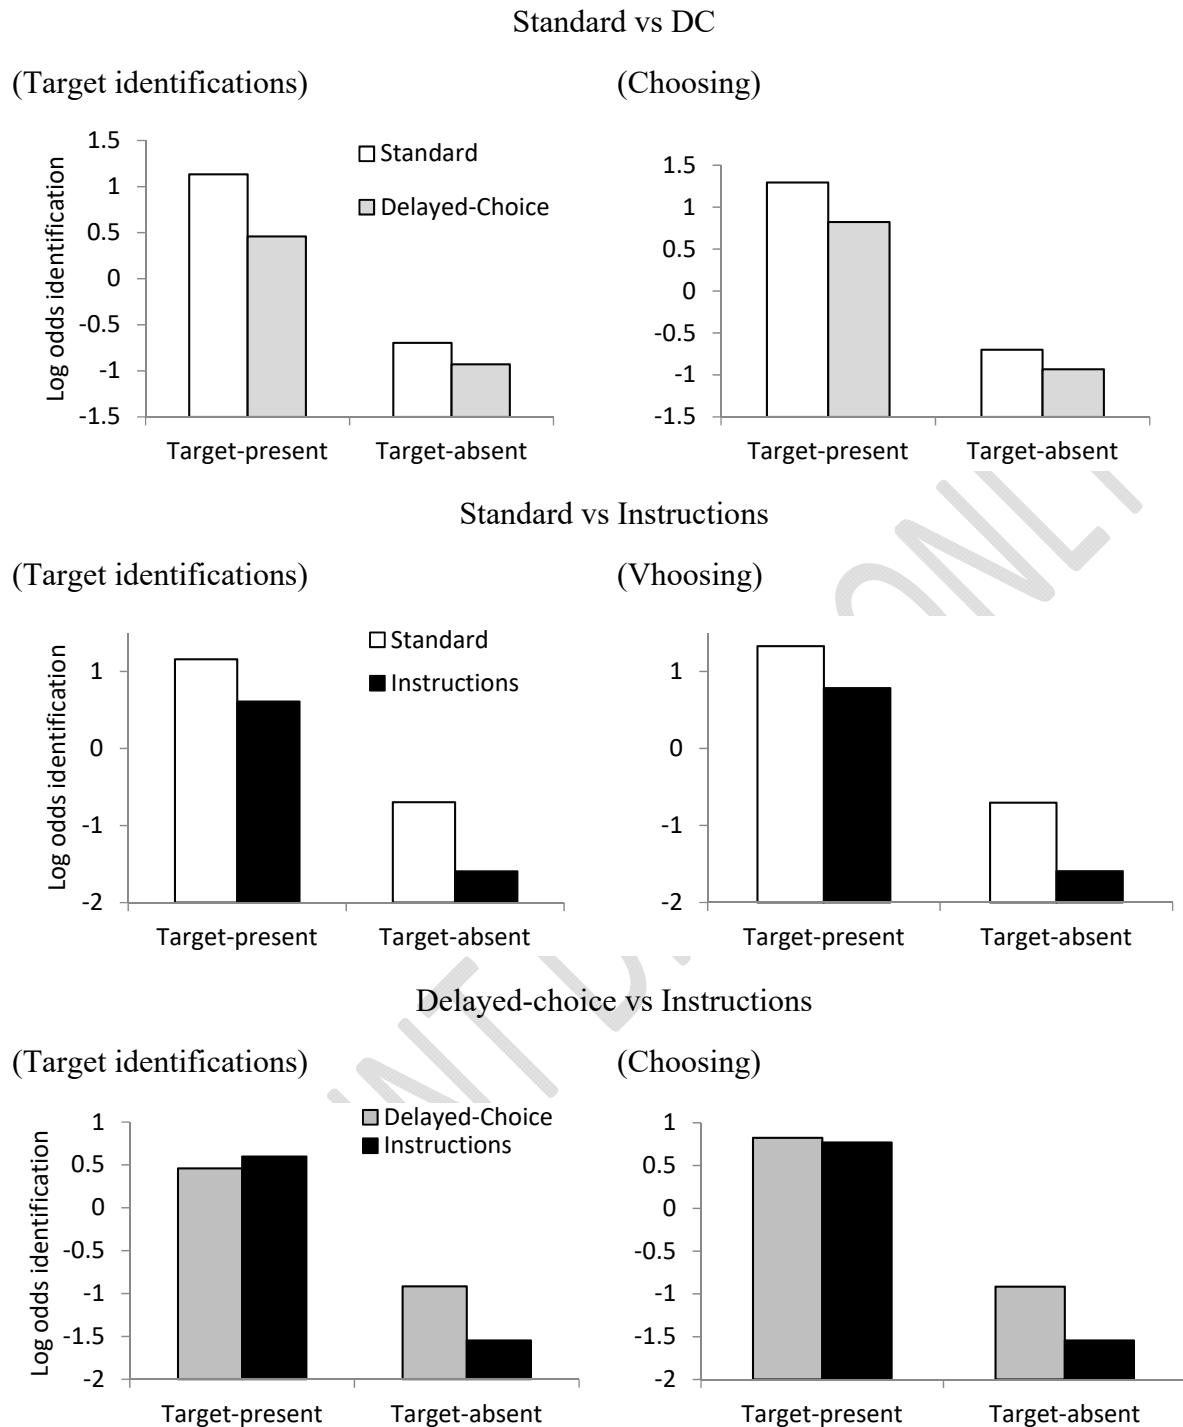 Standard vs DC
(Target identifications)
(Choosing)
Log odds identification
1.5
1
0.5
0
-0.5
-1
-1.5
Standard
Delayed-Choice
Target-present
Target-absent
1.5
1
0.5
0
-0.5
-1
-1.5
Target-present
Target-absent
Standard vs Instructions
(Target identifications)
(Vhoosing)
Log odds identification
1
0
-1
-2
Standard
Instructions
Target-present
Target-absent
1
0
-1
-2
Target-present
Target-absent
Delayed-choice vs Instructions
(Target identifications)
(Choosing)
Log odds identification
1
0.5
0
-0.5
-1
-1.5
-2
Delayed-Choice
Instructions
Target-present
Target-absent
1
0.5
0
-0.5
-1
-1.5
-2
Target-present
Target-absent
ONLY